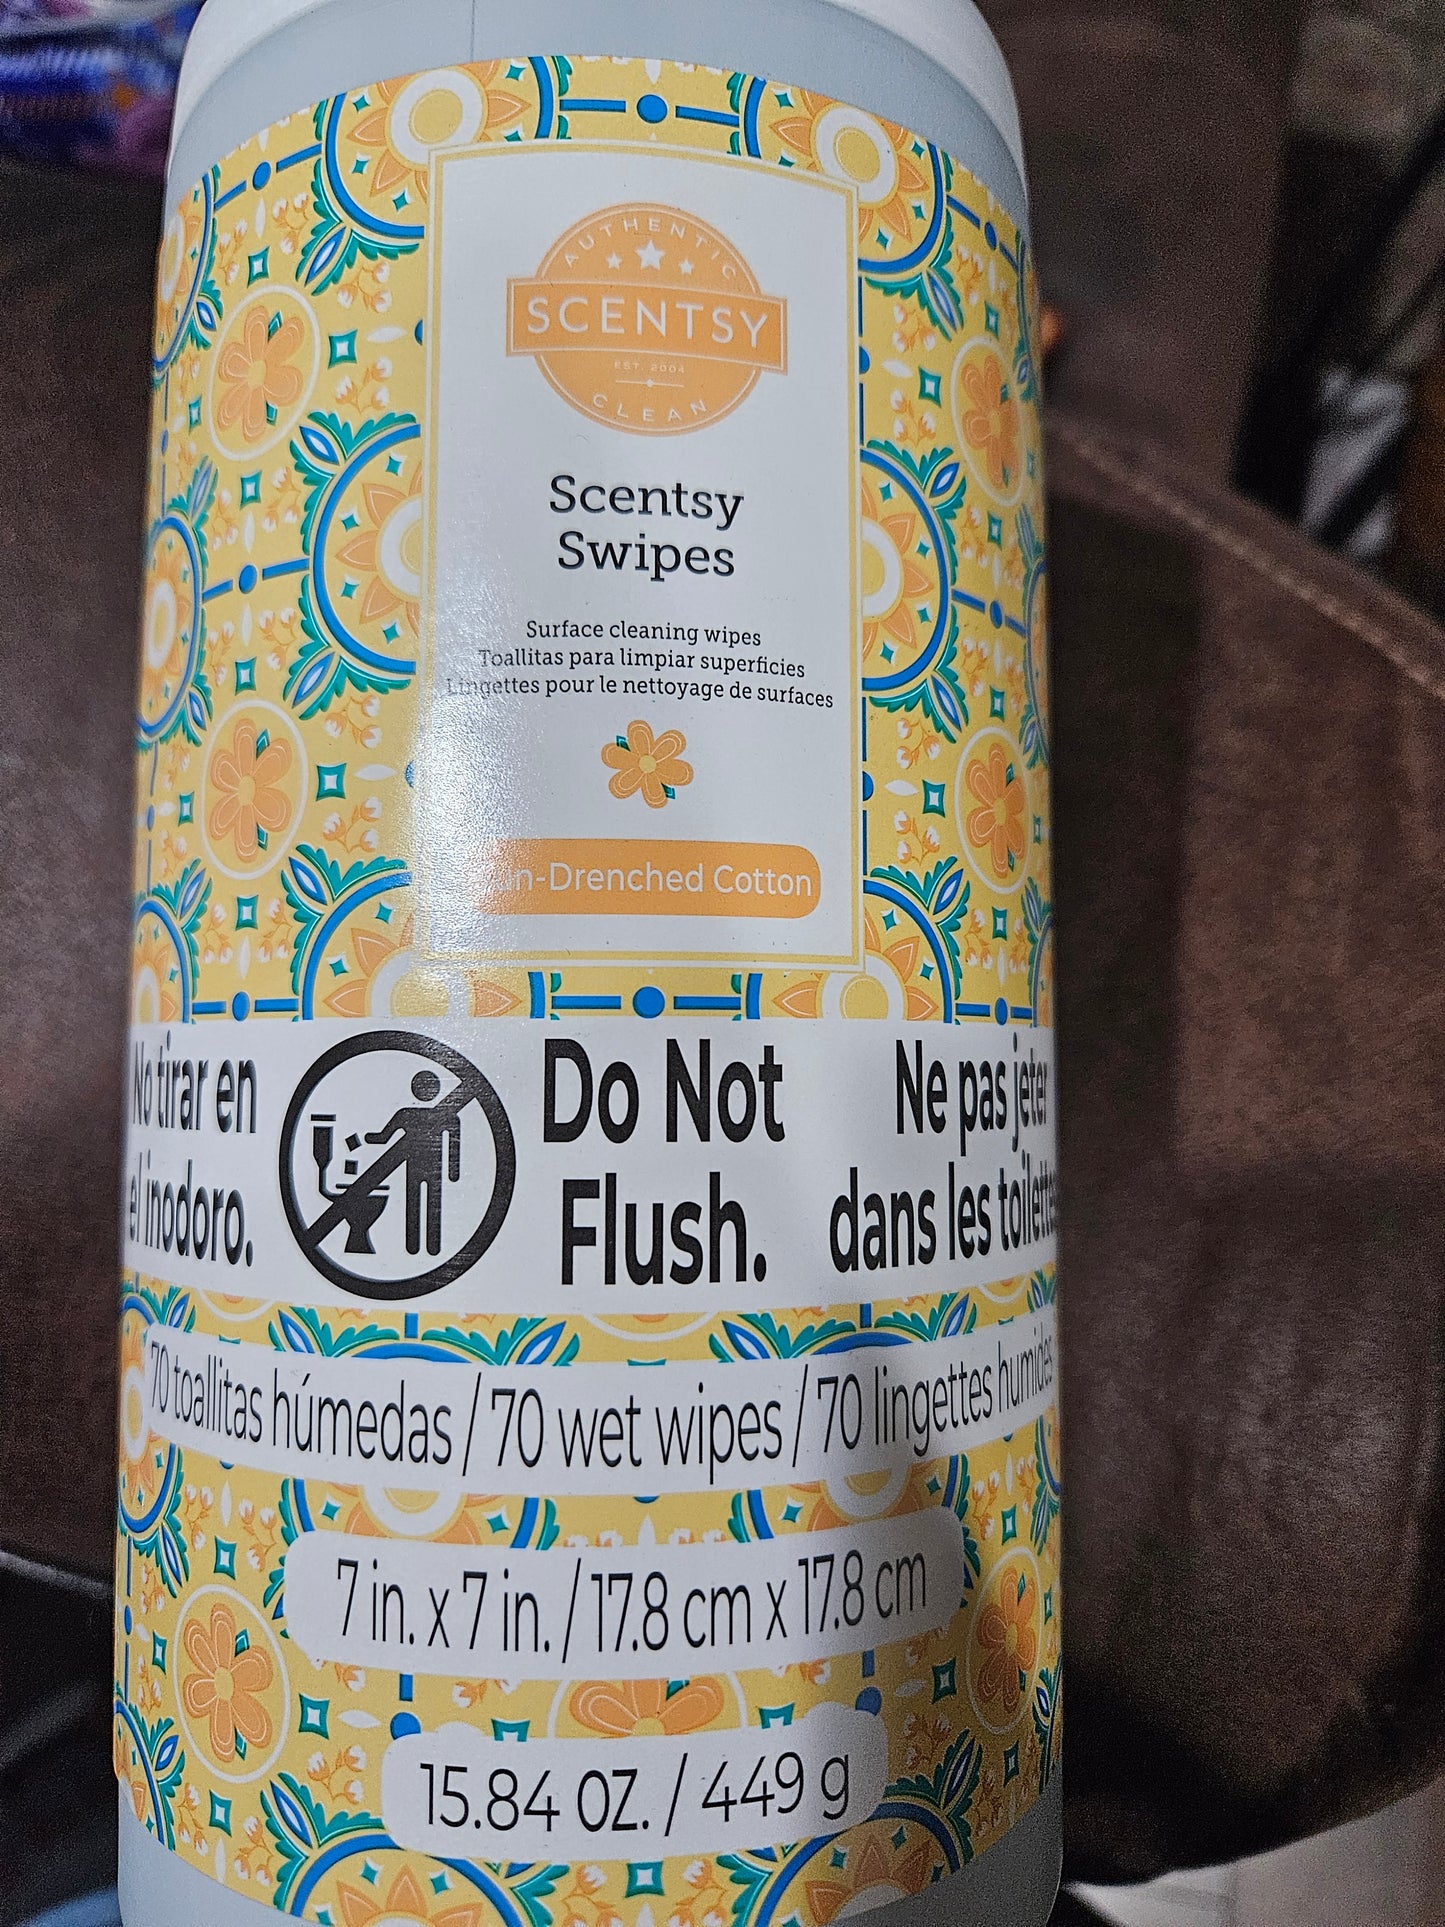 AUTHENTIC
SCENTSY
EST. 2004
CLEAN
Scentsy
Swipes
Surface cleaning wipes
Toallitas para limpiar superficies
Lingettes pour le nettoyage de surfaces
Cotton
No tirar en
el inodoro.
Do Not
Flush.
Ne pas jeter
dans les toilettes
70 toallitas húmedas / 70 wet wipes / 70 lingettes humides
7 in. x 7 in. / 17.8 cm x 17.8 cm
15.84 OZ. / 449 g